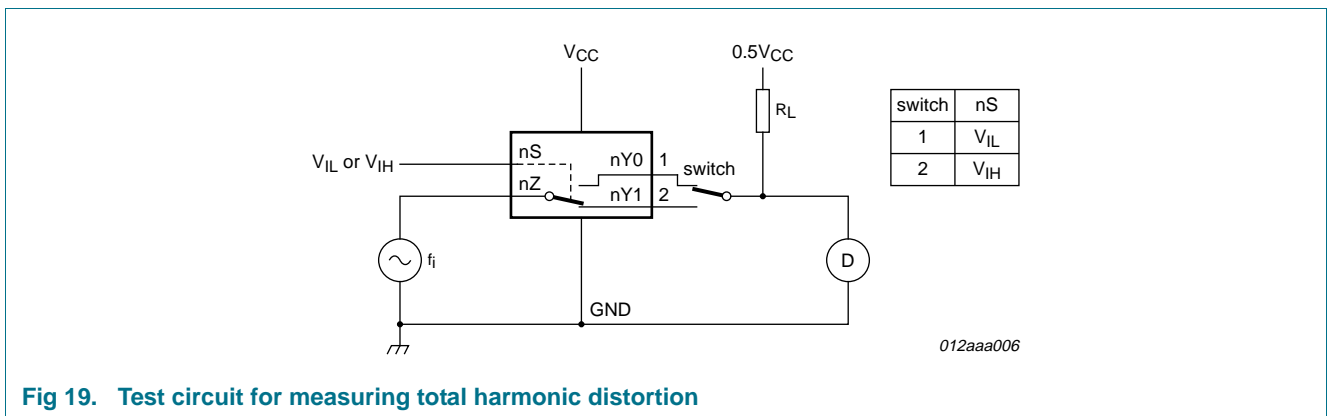 VCC
0.5VCC
RL
switch nS
1 VIL
2 VIH
VIL or VIH
nS
nY0 1
switch
nZ
nY1 2
fi
D
GND
012aaa006
Fig 19. Test circuit for measuring total harmonic distortion